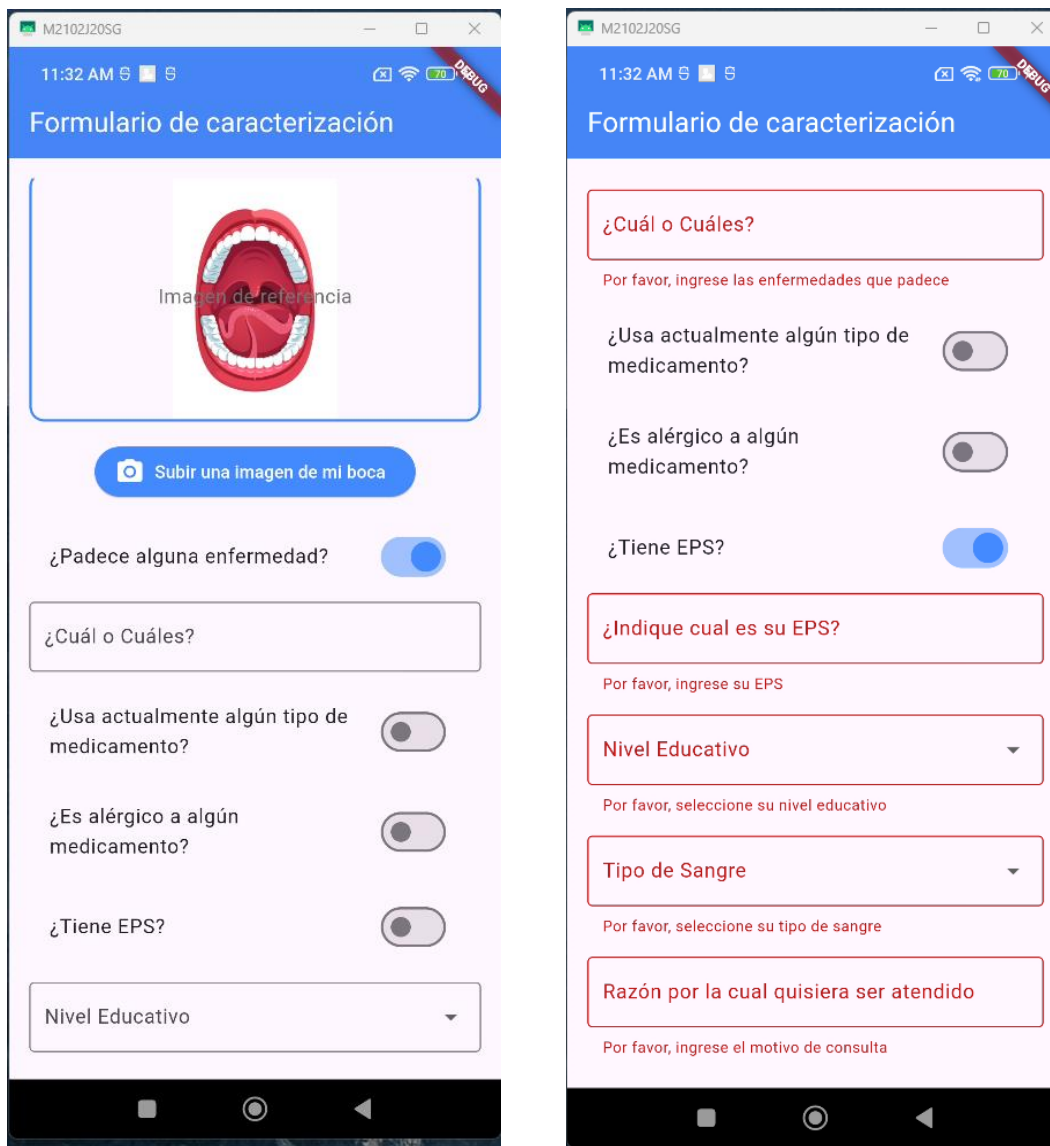 M2102J20SG
11:32 AM
70
DEBUG
Formulario de caracterización
Imagen de referencia
Subir una imagen de mi boca
¿Padece alguna enfermedad?
¿Cuál o Cuáles?
¿Usa actualmente algún tipo de
medicamento?
¿Es alérgico a algún
medicamento?
¿Tiene EPS?
Nivel Educativo
M2102J20SG
11:32 AM
70
DEBUG
Formulario de caracterización
¿Cuál o Cuáles?
Por favor, ingrese las enfermedades que padece
¿Usa actualmente algún tipo de
medicamento?
¿Es alérgico a algún
medicamento?
¿Tiene EPS?
¿Indique cual es su EPS?
Por favor, ingrese su EPS
Nivel Educativo
Por favor, seleccione su nivel educativo
Tipo de Sangre
Por favor, seleccione su tipo de sangre
Razón por la cual quisiera ser atendido
Por favor, ingrese el motivo de consulta